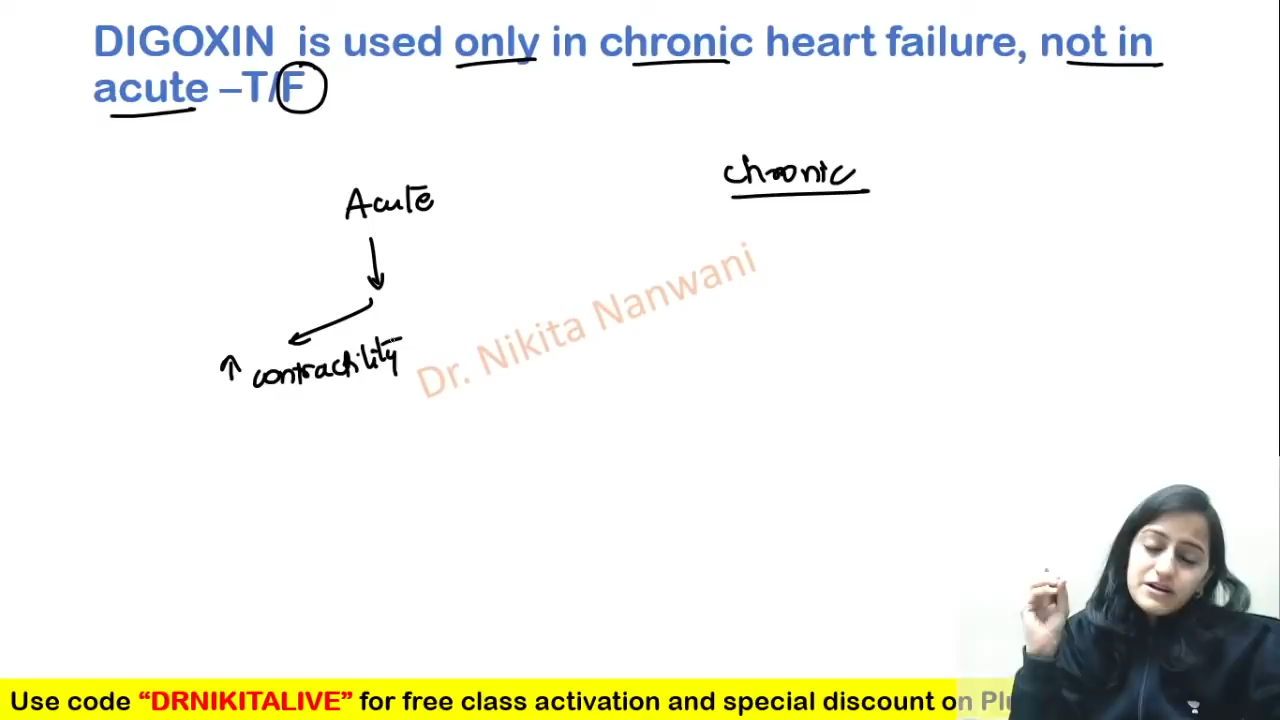 DIGOXIN is used only in chronic heart failure, not in
acute –T/F
chronic
Acute
↑ contractility
Dr. Nikita Nanwani
Use code “DRNIKITALIVE” for free class activation and special discount on Pl